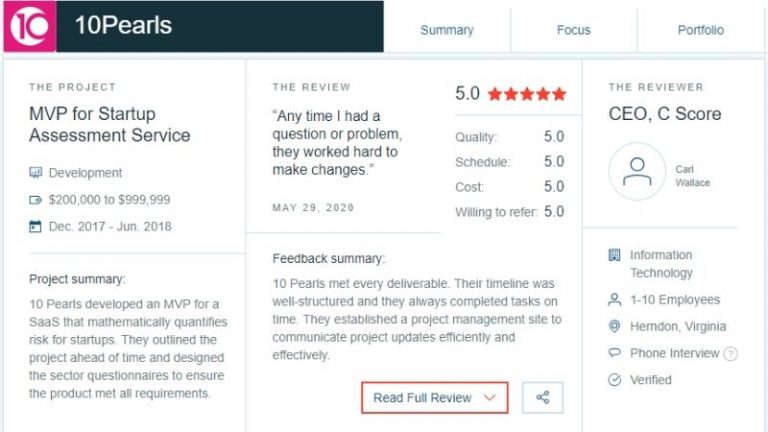 10
10Pearls
Summary
Focus
Portfolio
THE PROJECT
MVP for Startup
Assessment Service
Development
$200,000 to $999,999
Dec. 2017 - Jun. 2018
Project summary:
10 Pearls developed an MVP for a
SaaS that mathematically quantifies
risk for startups. They outlined the
project ahead of time and designed
the sector questionnaires to ensure
the product met all requirements.
THE REVIEW
“Any time I had a
question or problem,
they worked hard to
make changes.”
MAY 29, 2020
5.0
Quality: 5.0
Schedule: 5.0
Cost: 5.0
Willing to refer: 5.0
Feedback summary:
10 Pearls met every deliverable. Their timeline was
well-structured and they always completed tasks on
time. They established a project management site to
communicate project updates efficiently and
effectively.
Read Full Review
THE REVIEWER
CEO, C Score
Carl
Wallace
Information
Technology
1-10 Employees
Herndon, Virginia
Phone Interview ?
Verified